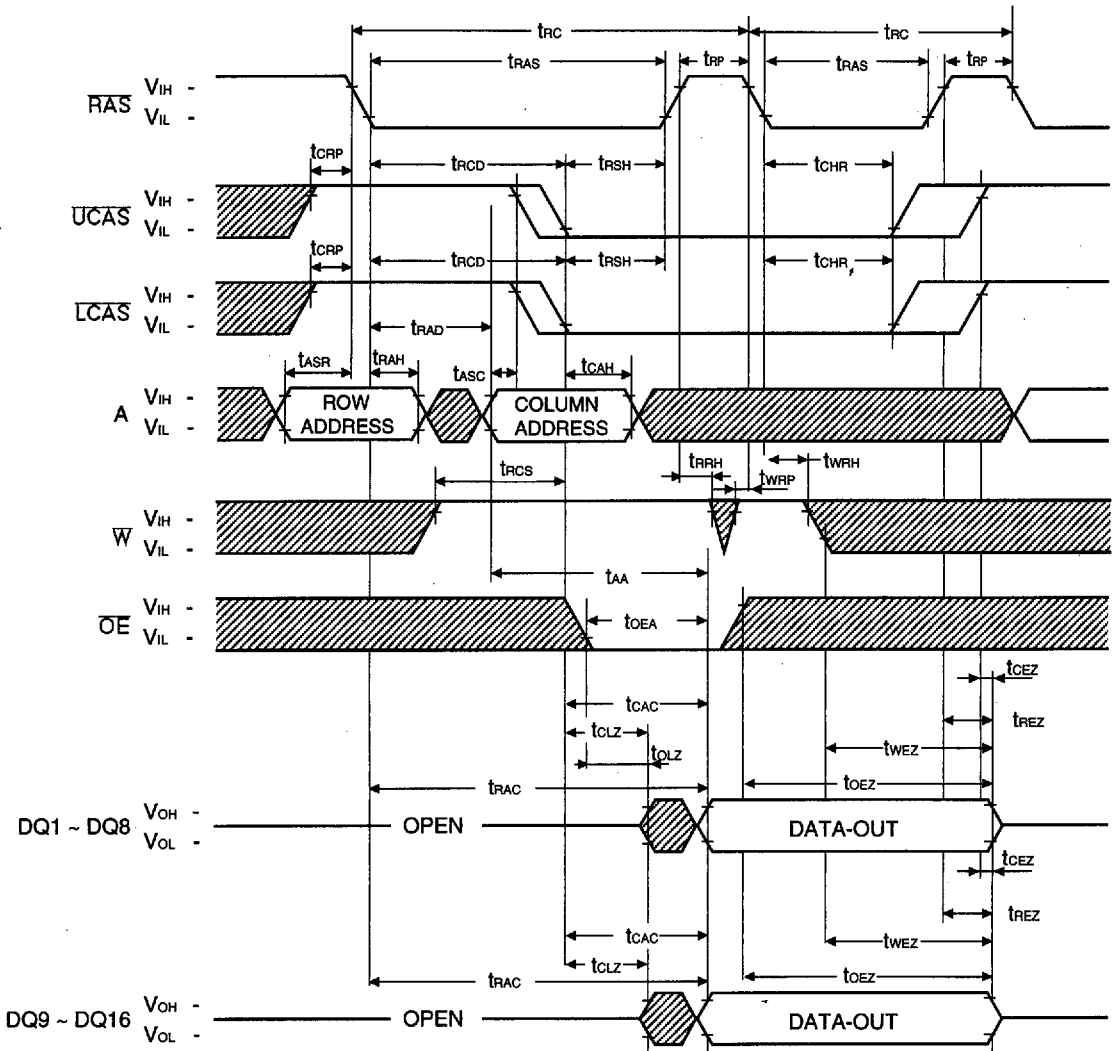 tRC tRC
tRAS tRP tRAS tRP
RAS VIH - VIL -
tCRP tRCD tRSH tCHR
UCAS VIH - VIL -
tCRP tRCD tRSH tCHR
LCAS VIH - VIL -
tRAD
tASR tRAH tASC tCAH
A VIH - VIL -
ROW ADDRESS COLUMN ADDRESS
tRCS tRRH tWRP tWRH
W VIH - VIL -
tAA
OE VIH - VIL -
tOEA
tCEZ
tCAC tREZ
tCLZ tWEZ
tOLZ
tRAC tOEZ
DQ1 ~ DQ8 VOH - VOL -
OPEN DATA-OUT
tCEZ
tREZ
tCAC tWEZ
tCLZ
tRAC tOEZ
DQ9 ~ DQ16 VOH - VOL -
OPEN DATA-OUT